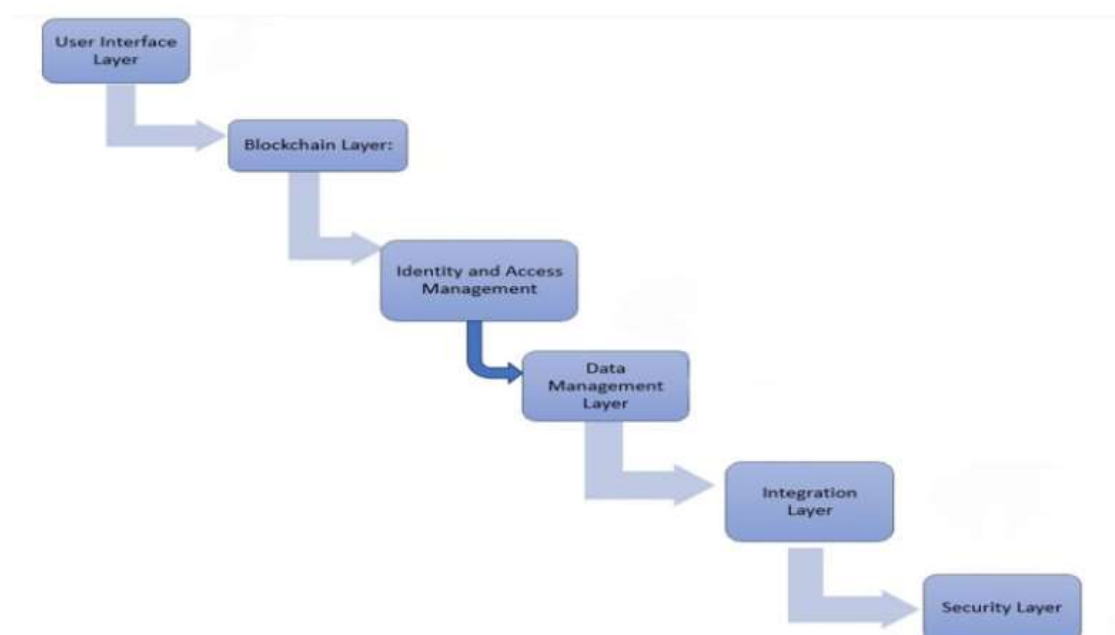 User Interface
Layer
Blockchain Layer:
Identity and Access
Management
Data
Management
Layer
Integration
Layer
Security Layer